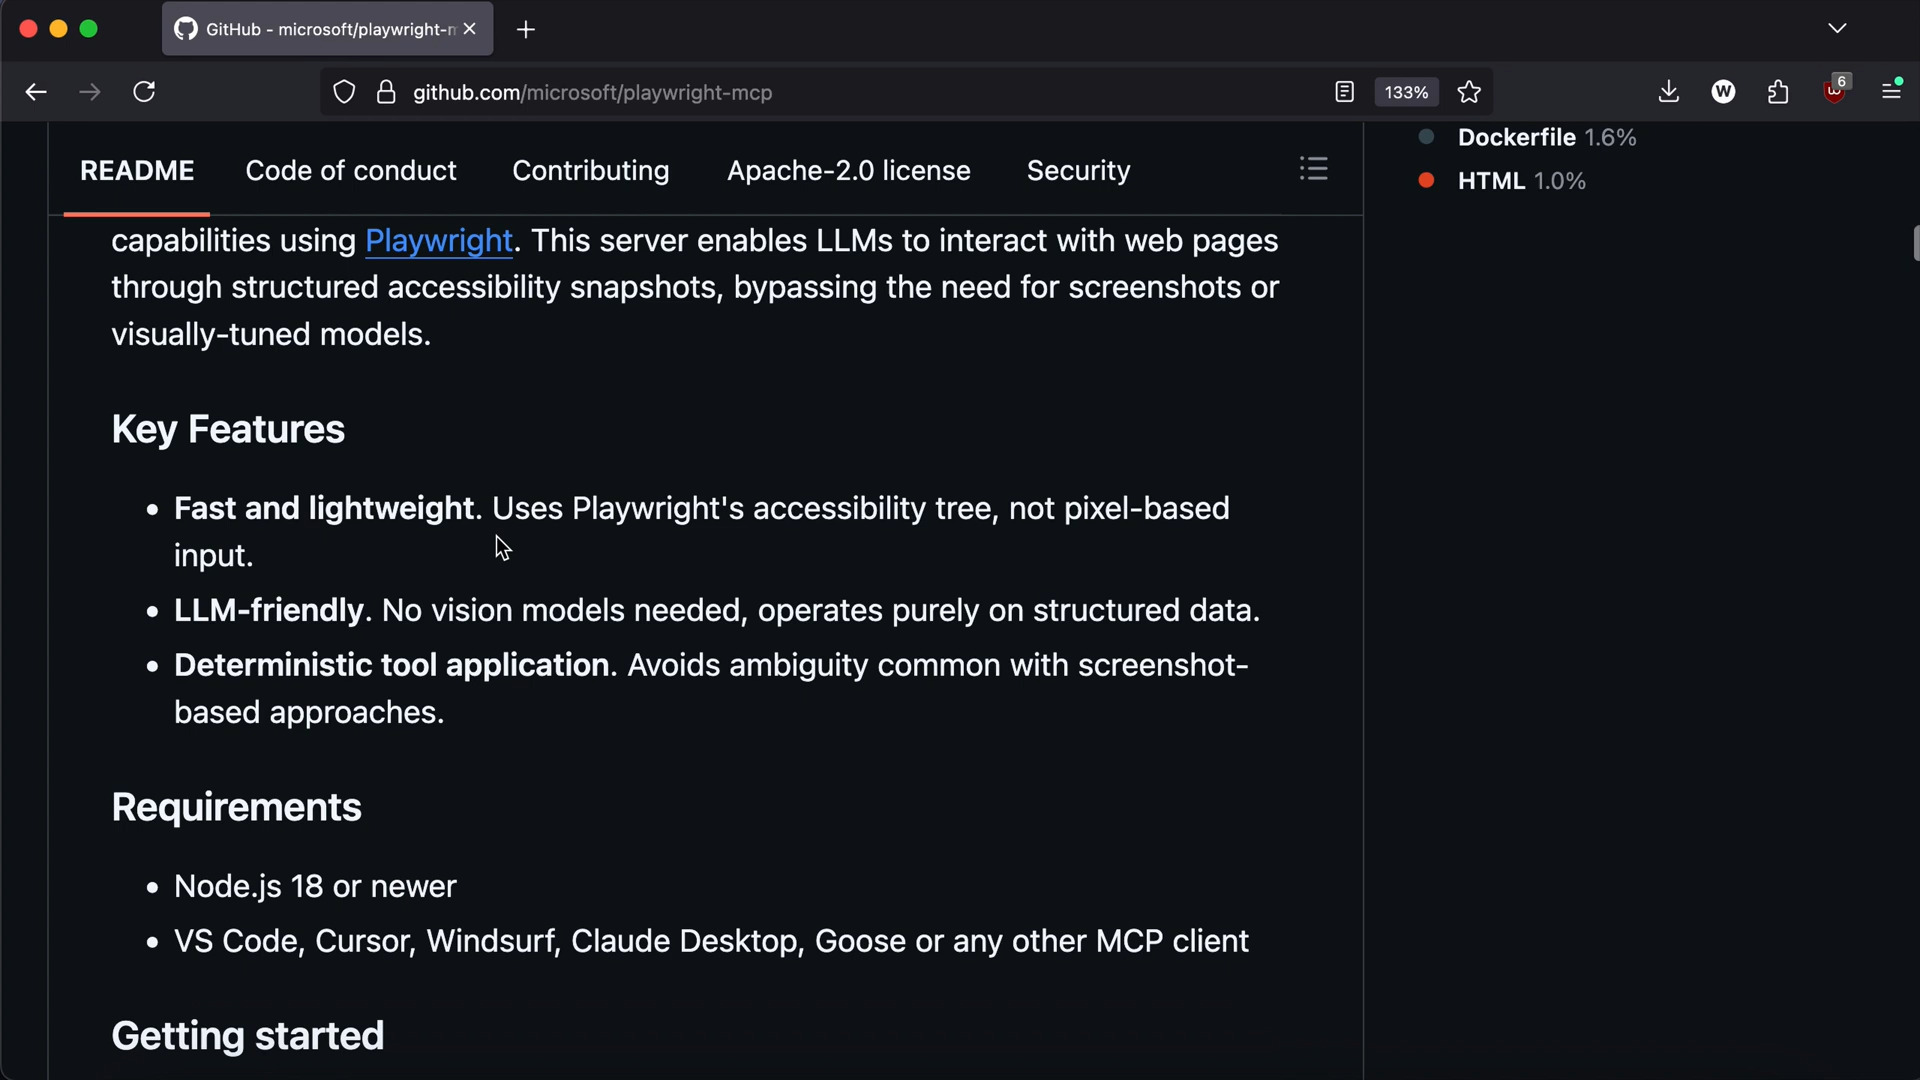 GitHub - microsoft/playwright-m
github.com/microsoft/playwright-mcp
133%
W
6
README
Code of conduct
Contributing
Apache-2.0 license
Security
Dockerfile 1.6%
HTML 1.0%
capabilities using Playwright. This server enables LLMs to interact with web pages
through structured accessibility snapshots, bypassing the need for screenshots or
visually-tuned models.
Key Features
• Fast and lightweight. Uses Playwright's accessibility tree, not pixel-based
input.
• LLM-friendly. No vision models needed, operates purely on structured data.
• Deterministic tool application. Avoids ambiguity common with screenshot-
based approaches.
Requirements
• Node.js 18 or newer
• VS Code, Cursor, Windsurf, Claude Desktop, Goose or any other MCP client
Getting started